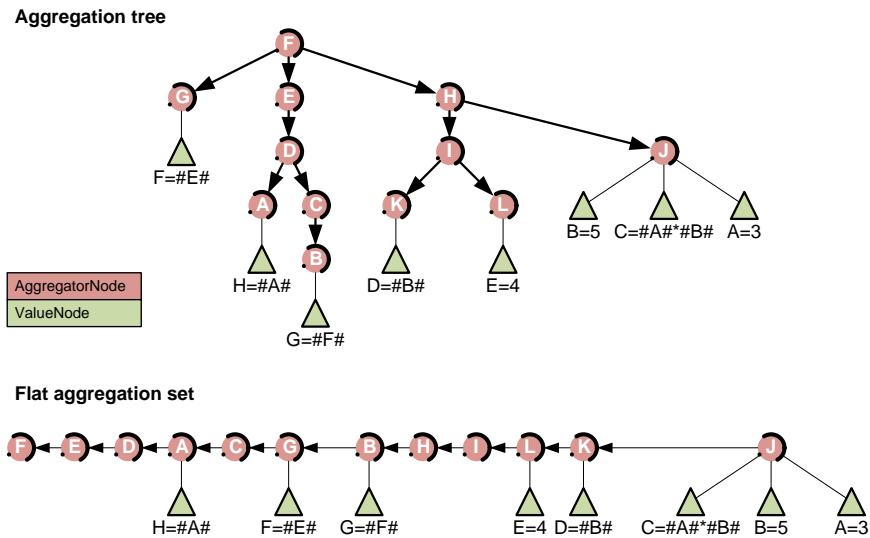 Aggregation tree
F
G E H
D I J
F=#E#
A C K L
B=5 C=#A#*#B# A=3
B
H=#A# D=#B# E=4
AggregatorNode
ValueNode
G=#F#
Flat aggregation set
F E D A C G B H I L K J
H=#A# F=#E# G=#F# E=4 D=#B# C=#A#*#B# B=5 A=3